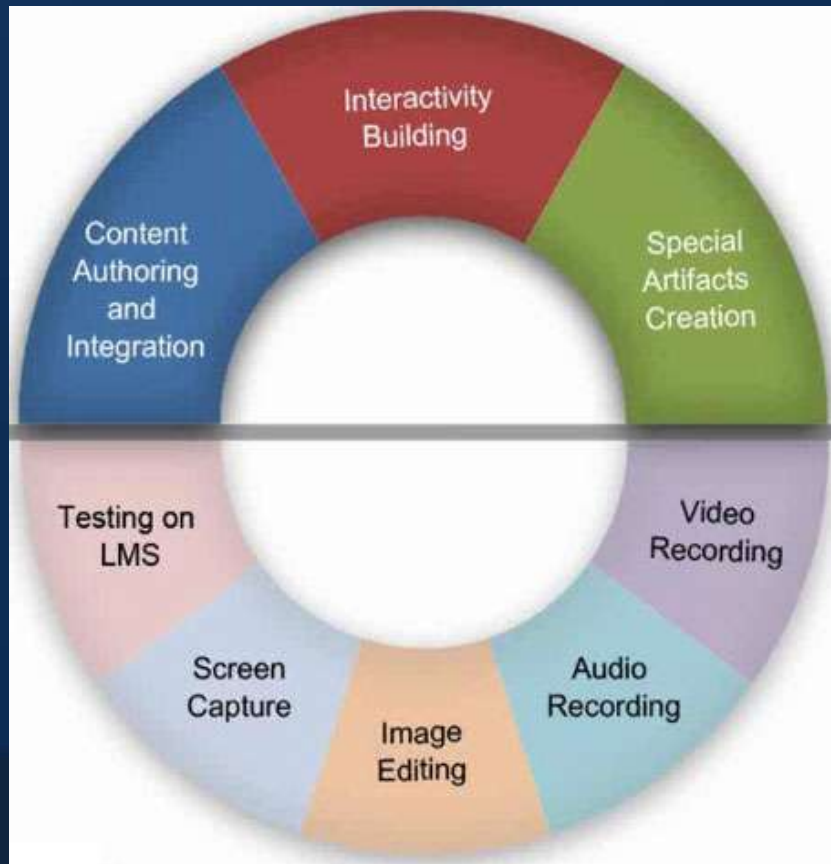 Interactivity
Building
Content
Authoring
and
Integration
Special
Artifacts
Creation
Testing on
LMS
Video
Recording
Screen
Capture
Audio
Recording
Image
Editing